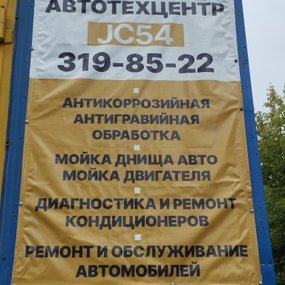 АВТОТЕХЦЕНТР
JC54
319-85-22
АНТИКОРРОЗИЙНАЯ
АНТИГРАВИЙНАЯ
ОБРАБОТКА
МОЙКА ДНИЩА АВТО
МОЙКА ДВИГАТЕЛЯ
ДИАГНОСТИКА И РЕМОНТ
КОНДИЦИОНЕРОВ
РЕМОНТ И ОБСЛУЖИВАНИЕ
АВТОМОБИЛЕЙ